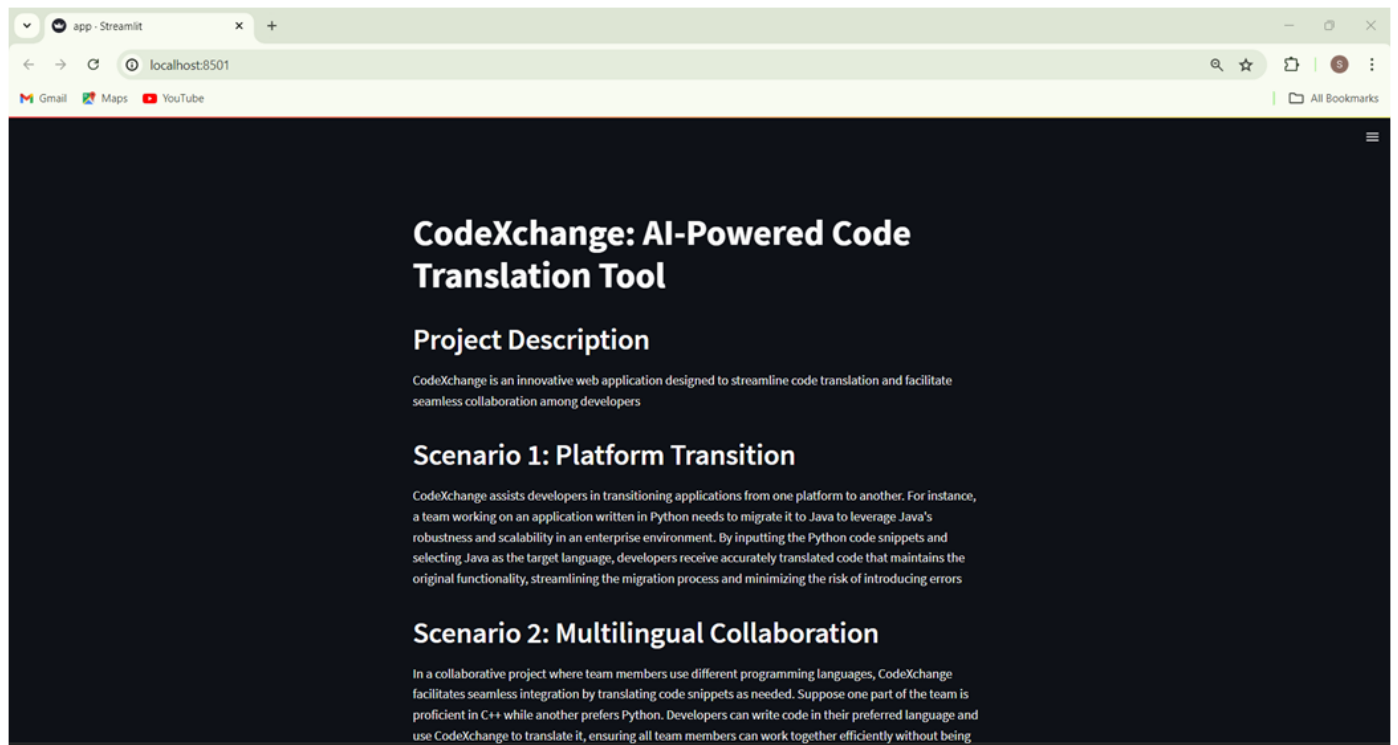 app - Streamlit
localhost:8501
S
Gmail Maps YouTube All Bookmarks
CodeXchange: AI-Powered Code
Translation Tool
Project Description
CodeXchange is an innovative web application designed to streamline code translation and facilitate
seamless collaboration among developers
Scenario 1: Platform Transition
CodeXchange assists developers in transitioning applications from one platform to another. For instance,
a team working on an application written in Python needs to migrate it to Java to leverage Java's
robustness and scalability in an enterprise environment. By inputting the Python code snippets and
selecting Java as the target language, developers receive accurately translated code that maintains the
original functionality, streamlining the migration process and minimizing the risk of introducing errors
Scenario 2: Multilingual Collaboration
In a collaborative project where team members use different programming languages, CodeXchange
facilitates seamless integration by translating code snippets as needed. Suppose one part of the team is
proficient in C++ while another prefers Python. Developers can write code in their preferred language and
use CodeXchange to translate it, ensuring all team members can work together efficiently without being